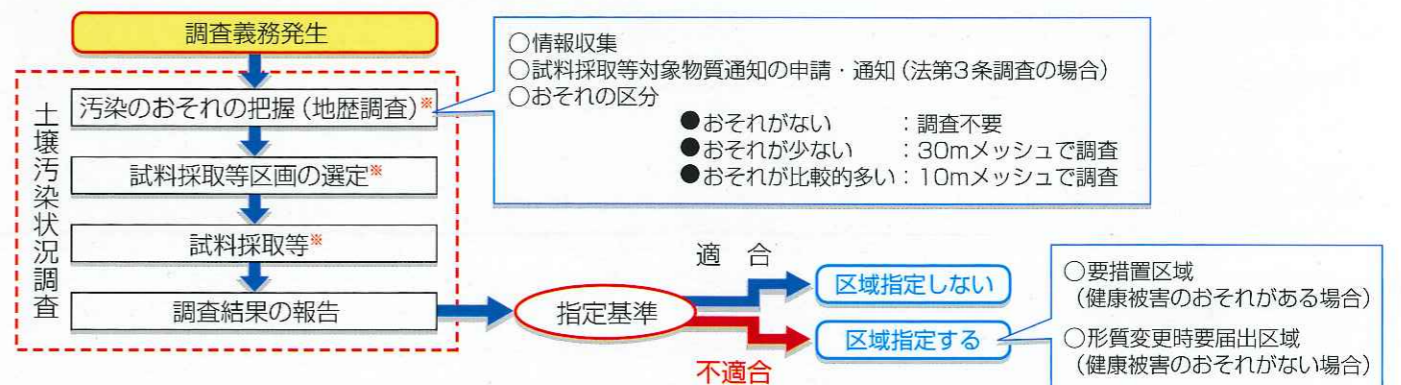 調査義務発生
土壌汚染状況調査
汚染のおそれの把握（地歴調査）※
試料採取等区画の選定※
試料採取等※
調査結果の報告
○情報収集
○試料採取等対象物質通知の申請・通知（法第3条調査の場合）
○おそれの区分
●おそれがない　　　：調査不要
●おそれが少ない　　：30mメッシュで調査
●おそれが比較的多い：10mメッシュで調査
指定基準
適　合
区域指定しない
不適合
区域指定する
○要措置区域
（健康被害のおそれがある場合）
○形質変更時要届出区域
（健康被害のおそれがない場合）